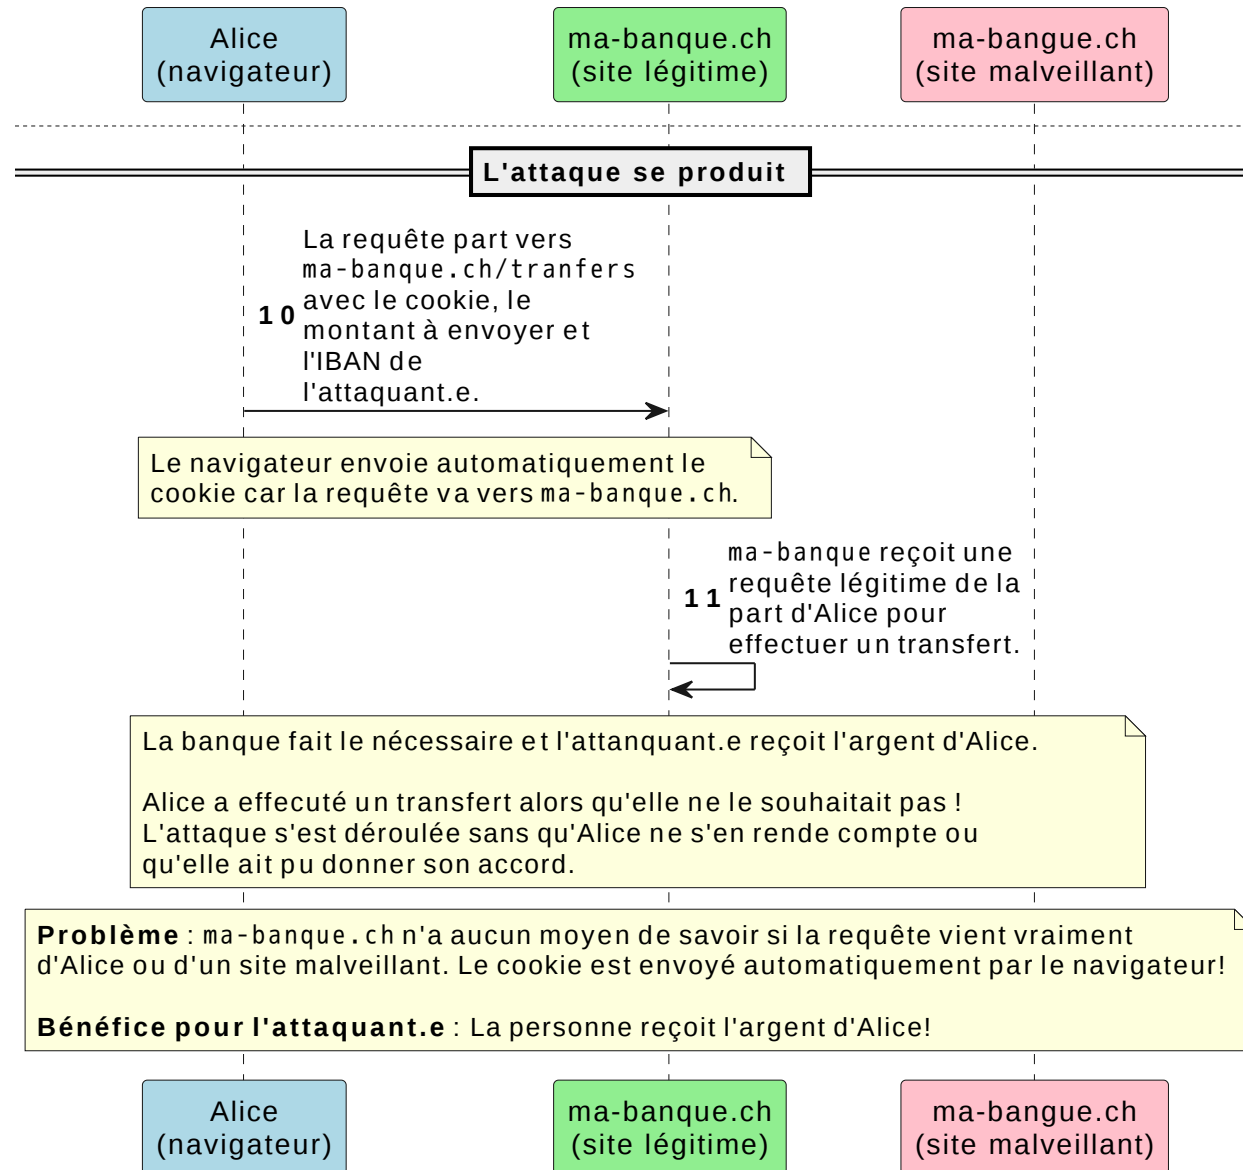 Alice
(navigateur)
ma-banque.ch
(site légitime)
ma-bangue.ch
(site malveillant)
L'attaque se produit
10
La requête part vers
ma-banque.ch/tranfers
avec le cookie, le
montant à envoyer et
l'IBAN de
l'attaquant.e.
Le navigateur envoie automatiquement le
cookie car la requête va vers ma-banque.ch.
11
ma-banque reçoit une
requête légitime de la
part d'Alice pour
effectuer un transfert.
La banque fait le nécessaire et l'attanquant.e reçoit l'argent d'Alice.
Alice a effecuté un transfert alors qu'elle ne le souhaitait pas !
L'attaque s'est déroulée sans qu'Alice ne s'en rende compte ou
qu'elle ait pu donner son accord.
Problème : ma-banque.ch n'a aucun moyen de savoir si la requête vient vraiment
d'Alice ou d'un site malveillant. Le cookie est envoyé automatiquement par le navigateur!
Bénéfice pour l'attaquant.e : La personne reçoit l'argent d'Alice!
Alice
(navigateur)
ma-banque.ch
(site légitime)
ma-bangue.ch
(site malveillant)